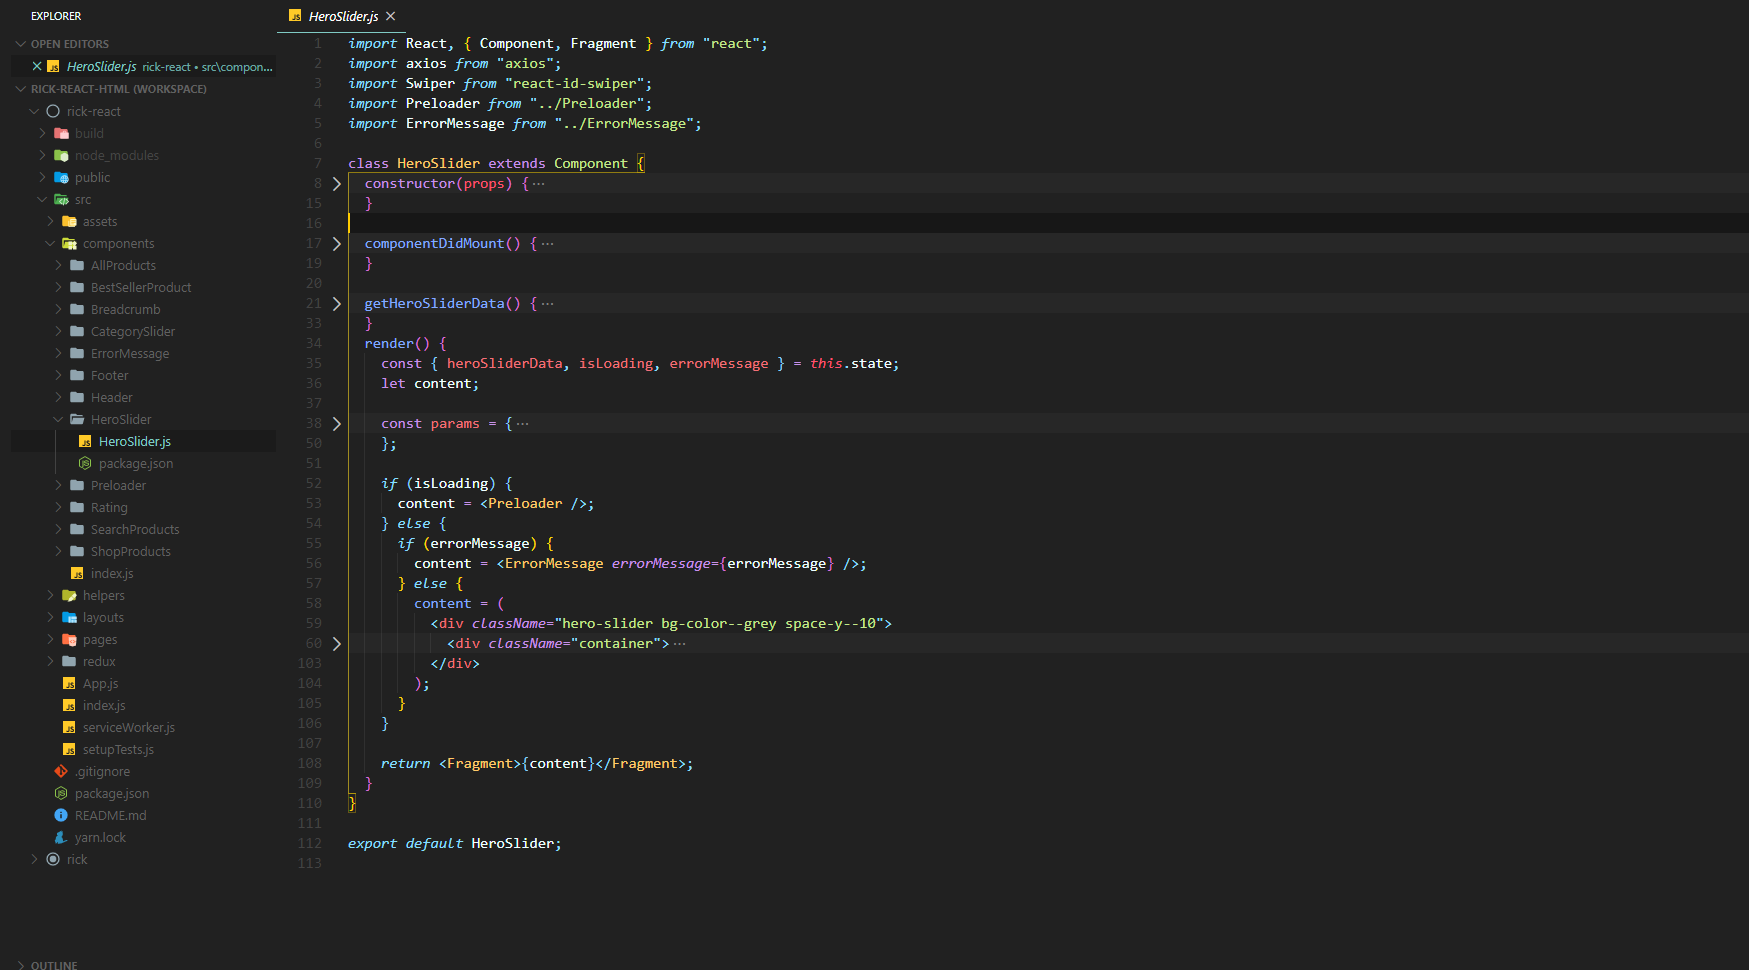 EXPLORER
OPEN EDITORS
HeroSlider.js rick-react • src\compon...
RICK-REACT-HTML (WORKSPACE)
rick-react
build
node_modules
public
src
assets
components
AllProducts
BestSellerProduct
Breadcrumb
CategorySlider
ErrorMessage
Footer
Header
HeroSlider
HeroSlider.js
package.json
Preloader
Rating
SearchProducts
ShopProducts
index.js
helpers
layouts
pages
redux
App.js
index.js
serviceWorker.js
setupTests.js
.gitignore
package.json
README.md
yarn.lock
rick
OUTLINE
HeroSlider.js
1 import React, { Component, Fragment } from "react";
2 import axios from "axios";
3 import Swiper from "react-id-swiper";
4 import Preloader from "../Preloader";
5 import ErrorMessage from "../ErrorMessage";
6
7 class HeroSlider extends Component {
8 constructor(props) { ···
15 }
16
17 componentDidMount() { ···
19 }
20
21 getHeroSliderData() { ···
33 }
34 render() {
35 const { heroSliderData, isLoading, errorMessage } = this.state;
36 let content;
37
38 const params = { ···
50 };
51
52 if (isLoading) {
53 content = <Preloader />;
54 } else {
55 if (errorMessage) {
56 content = <ErrorMessage errorMessage={errorMessage} />;
57 } else {
58 content = (
59 <div className="hero-slider bg-color--grey space-y--10">
60 <div className="container"> ···
103 </div>
104 );
105 }
106 }
107
108 return <Fragment>{content}</Fragment>;
109 }
110 }
111
112 export default HeroSlider;
113